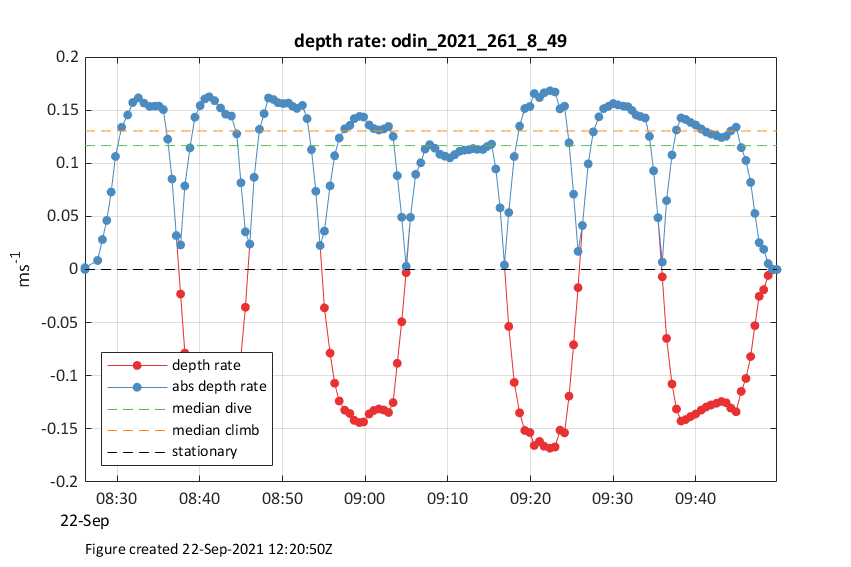 depth rate: odin_2021_261_8_49
0.2
0.15
0.1
0.05
0
-0.05
-0.1
-0.15
-0.2
ms-1
depth rate
abs depth rate
median dive
median climb
stationary
08:30 08:40 08:50 09:00 09:10 09:20 09:30 09:40
22-Sep
Figure created 22-Sep-2021 12:20:50Z